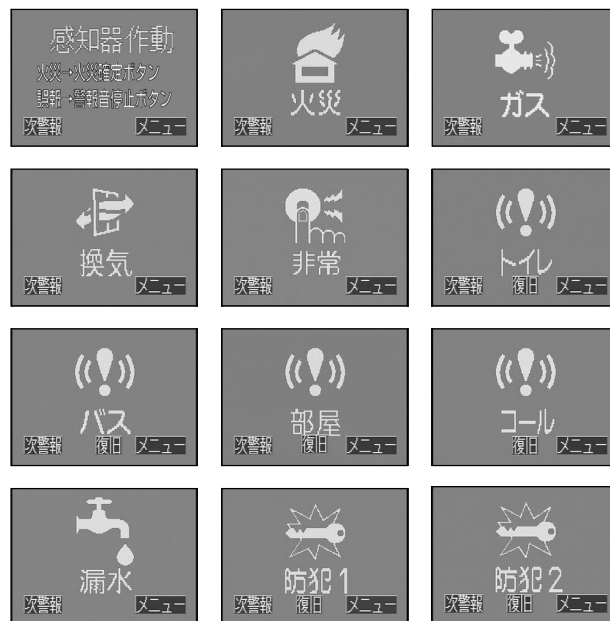 感知器作動
火災→火災確定ボタン
誤報→警報音停止ボタン
次警報 メニュー
火災
次警報 メニュー
ガス
次警報 メニュー
換気
次警報 メニュー
非常
次警報 メニュー
トイレ
次警報 復旧 メニュー
バス
次警報 復旧 メニュー
部屋
次警報 復旧 メニュー
コール
復旧 メニュー
漏水
次警報 メニュー
防犯1
次警報 復旧 メニュー
防犯2
次警報 復旧 メニュー